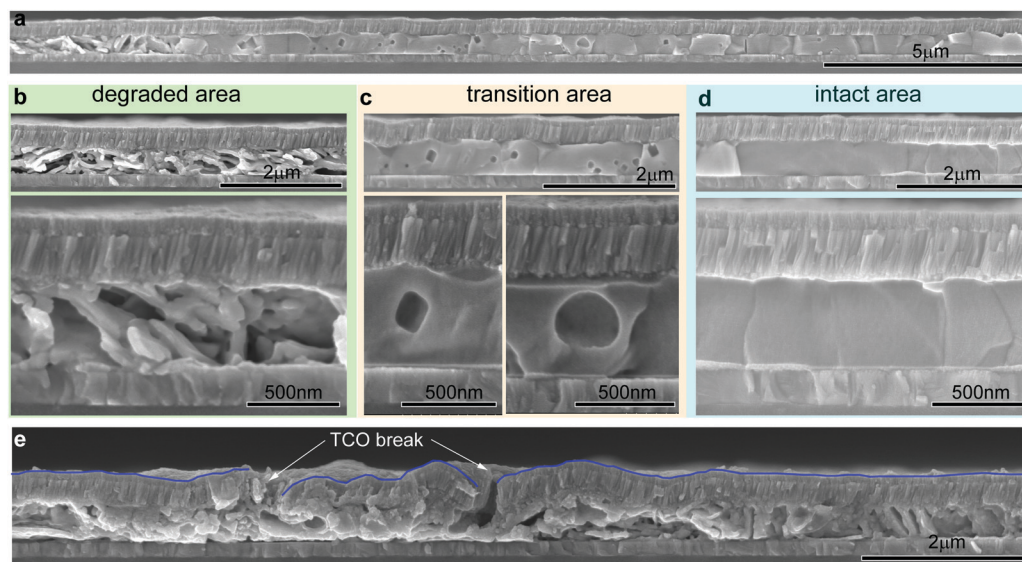 a
5μm
b degraded area
c transition area
d intact area
2μm
2μm
2μm
500nm
500nm
500nm
500nm
e
TCO break
2μm